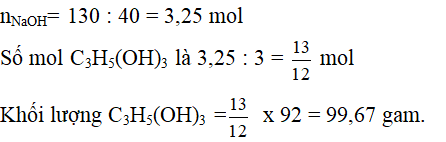 nNaOH= 130 : 40 = 3,25 mol
Số mol C3H5(OH)3 là 3,25 : 3 = 13/12 mol
Khối lượng C3H5(OH)3 =13/12 x 92 = 99,67 gam.